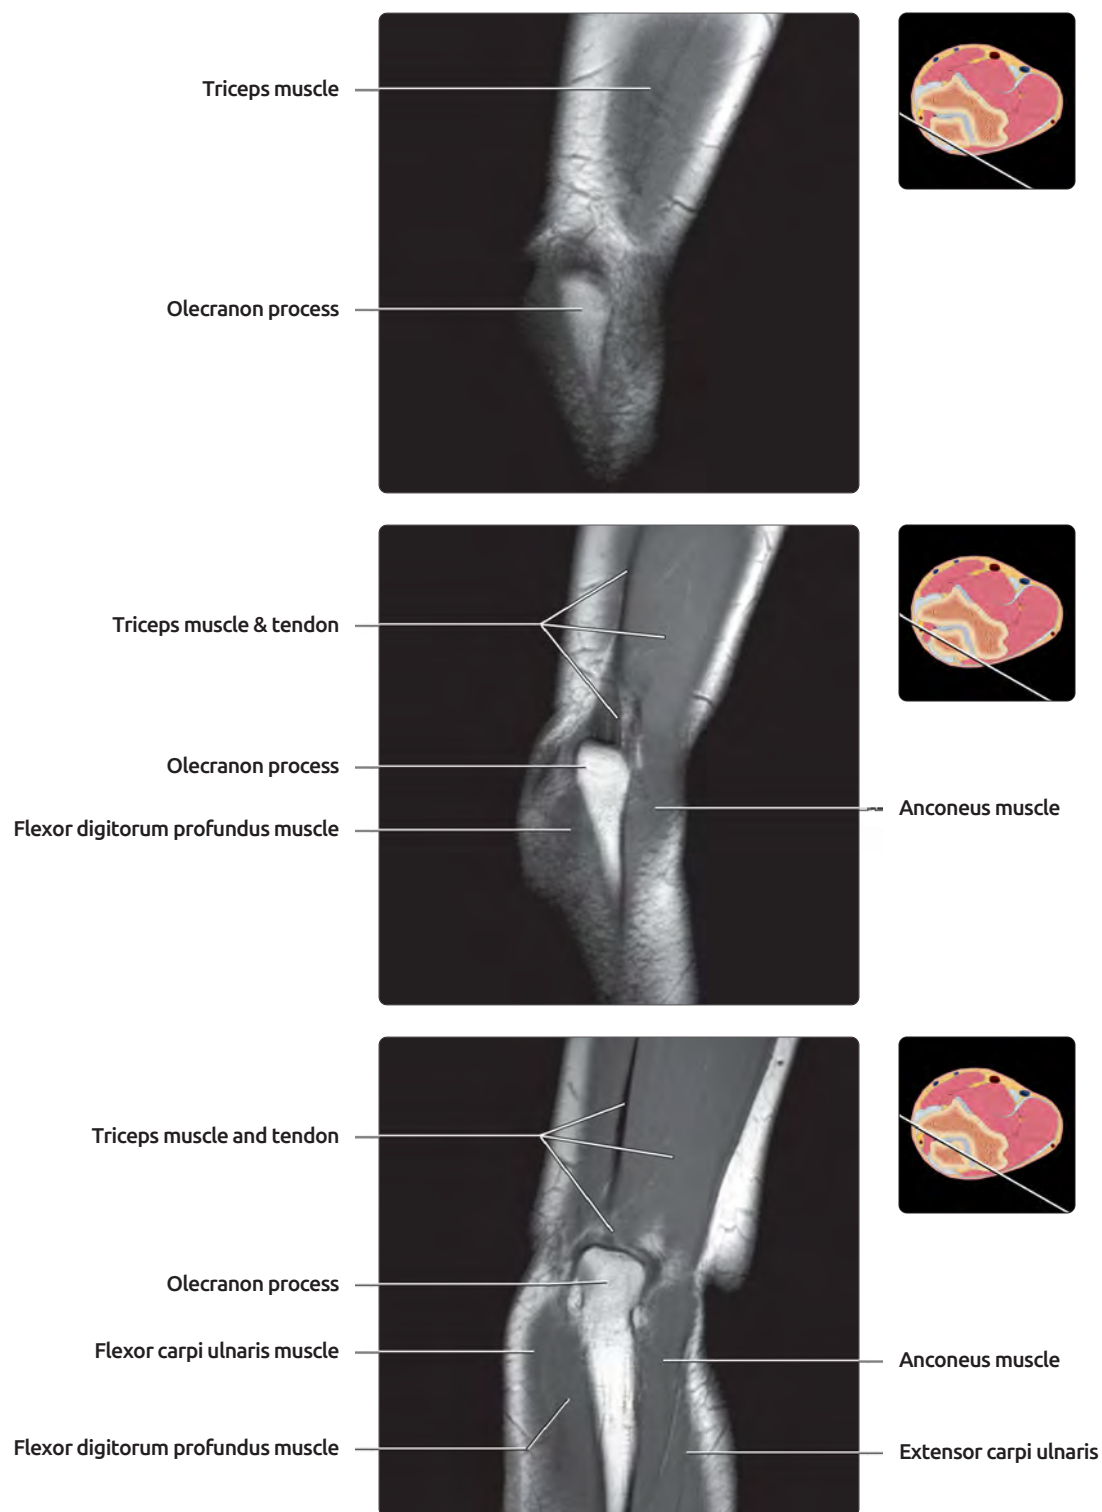 Triceps muscle
Olecranon process
Triceps muscle & tendon
Olecranon process
Flexor digitorum profundus muscle
Anconeus muscle
Triceps muscle and tendon
Olecranon process
Flexor carpi ulnaris muscle
Anconeus muscle
Flexor digitorum profundus muscle
Extensor carpi ulnaris